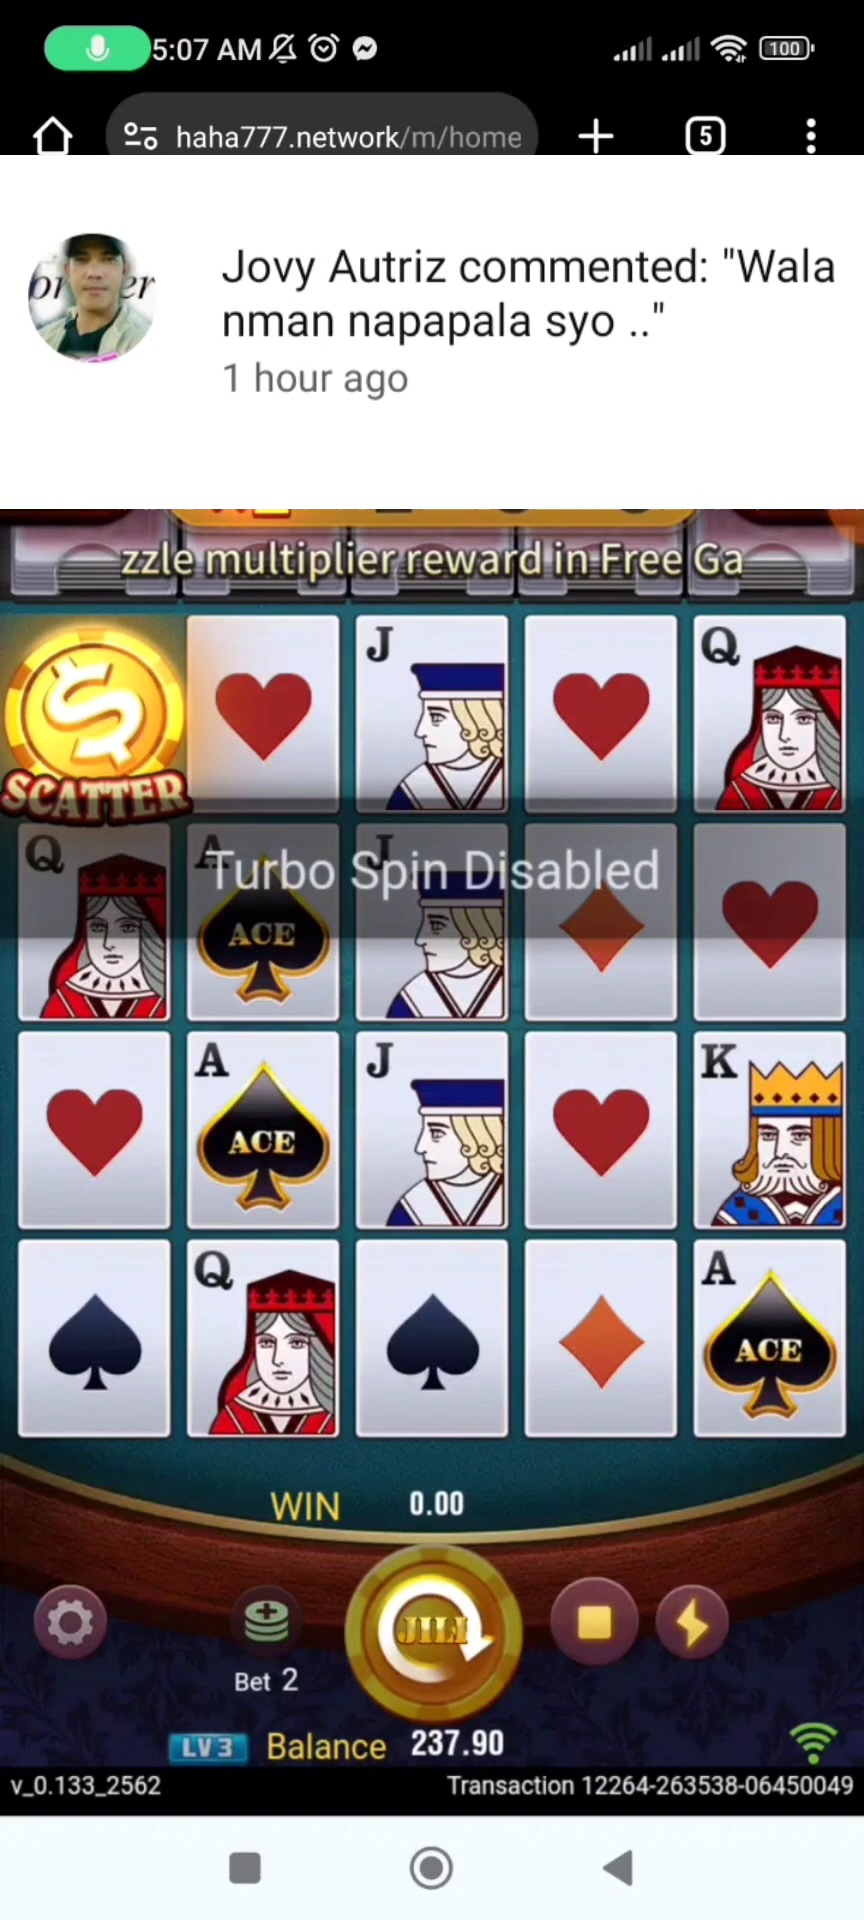 5:07 AM
100
haha777.network/m/home
5
Jovy Autriz commented: "Wala
nman napapala syo .."
1 hour ago
zzle multiplier reward in Free Ga
SCATTER
J
Q
Turbo Spin Disabled
Q
A
J
ACE
A
J
K
ACE
Q
A
ACE
WIN 0.00
JILI
Bet 2
LV 3 Balance 237.90
v_0.133_2562
Transaction 12264-263538-06450049